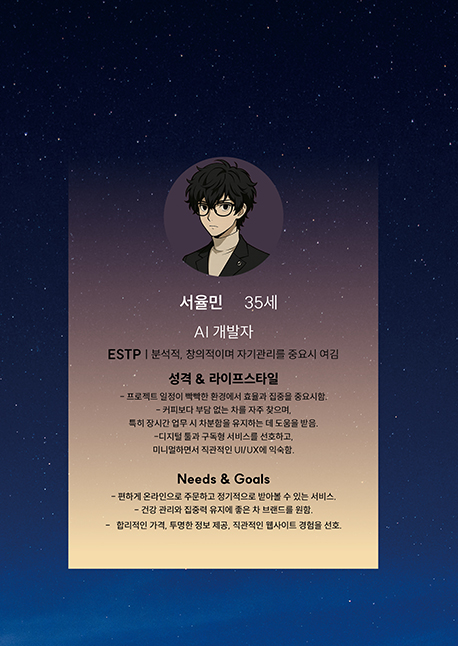 서율민 35세
AI 개발자
ESTP | 분석적, 창의적이며 자기관리를 중요시 여김
성격 & 라이프스타일
- 프로젝트 일정이 빡빡한 환경에서 효율과 집중을 중요시함.
- 커피보다 부담 없는 차를 자주 찾으며,
특히 장시간 업무 시 차분함을 유지하는 데 도움을 받음.
-디지털 툴과 구독형 서비스를 선호하고,
미니멀하면서 직관적인 UI/UX에 익숙함.
Needs & Goals
- 편하게 온라인으로 주문하고 정기적으로 받아볼 수 있는 서비스.
- 건강 관리와 집중력 유지에 좋은 차 브랜드를 원함.
- 합리적인 가격, 투명한 정보 제공, 직관적인 웹사이트 경험을 선호.